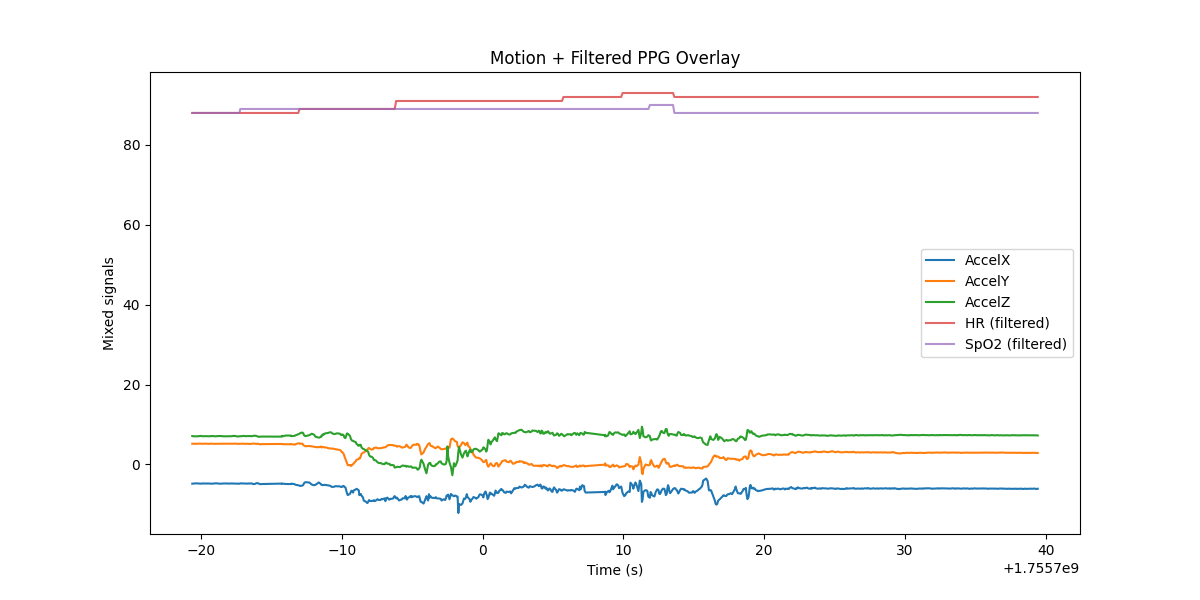 Motion + Filtered PPG Overlay
Mixed signals
80
60
40
20
0
AccelX
AccelY
AccelZ
HR (filtered)
SpO2 (filtered)
−20
−10
0
10
20
30
40
Time (s)
+1.7557e9